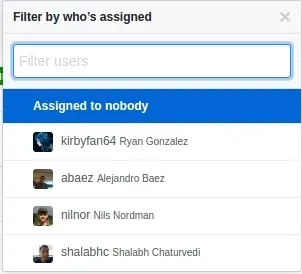 Filter by who's assigned
Filter users
Assigned to nobody
kirbyfan64 Ryan Gonzalez
abaez Alejandro Baez
nilnor Nils Nordman
shalabhc Shalabh Chaturvedi